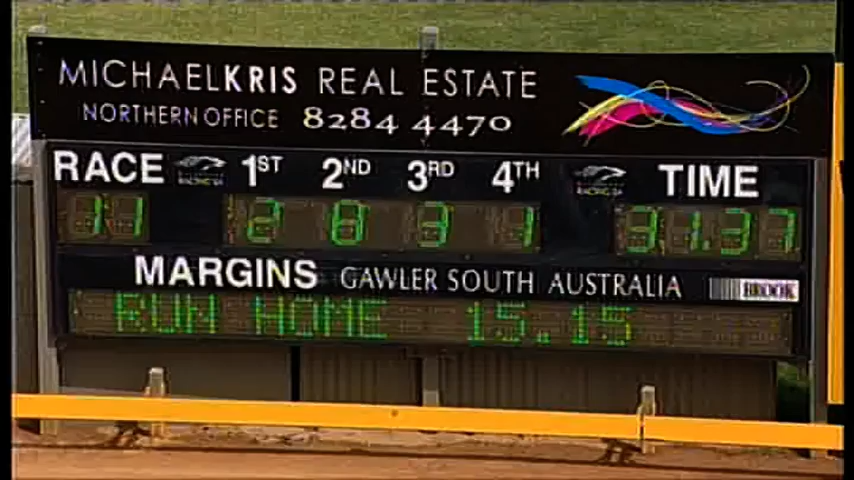 MICHAELKRIS REAL ESTATE
NORTHERN OFFICE 8284 4470
RACE 1ST 2ND 3RD 4TH TIME
11 2 8 3 1 31.37
MARGINS GAWLER SOUTH AUSTRALIA BROOK
RUN HOME 15.15